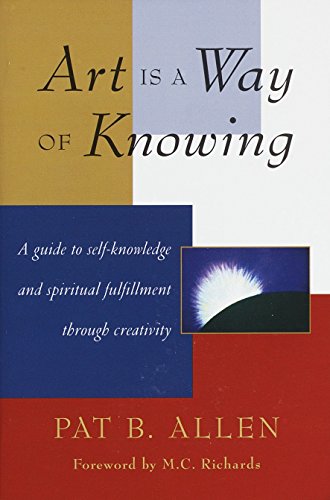 Art IS A Way
OF Knowing
A guide to self-knowledge
and spiritual fulfillment
through creativity
PAT B. ALLEN
Foreword by M.C. Richards